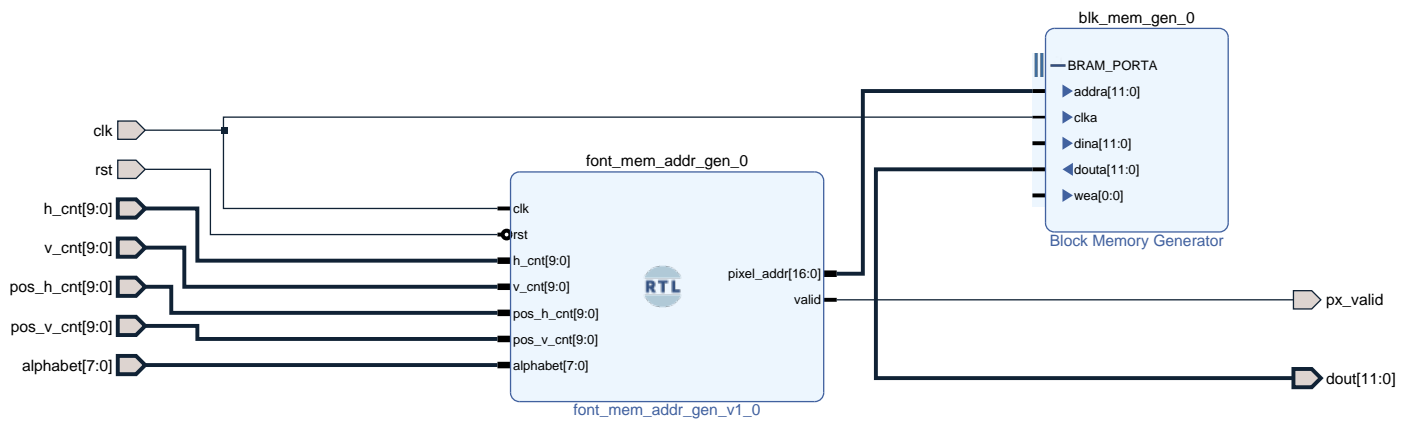 blk_mem_gen_0
BRAM_PORTA
addra[11:0]
clka
dina[11:0]
douta[11:0]
wea[0:0]
Block Memory Generator
clk
rst
h_cnt[9:0]
v_cnt[9:0]
pos_h_cnt[9:0]
pos_v_cnt[9:0]
alphabet[7:0]
font_mem_addr_gen_0
clk
rst
h_cnt[9:0]
v_cnt[9:0]
pos_h_cnt[9:0]
pos_v_cnt[9:0]
alphabet[7:0]
RTL
pixel_addr[16:0]
valid
font_mem_addr_gen_v1_0
px_valid
dout[11:0]